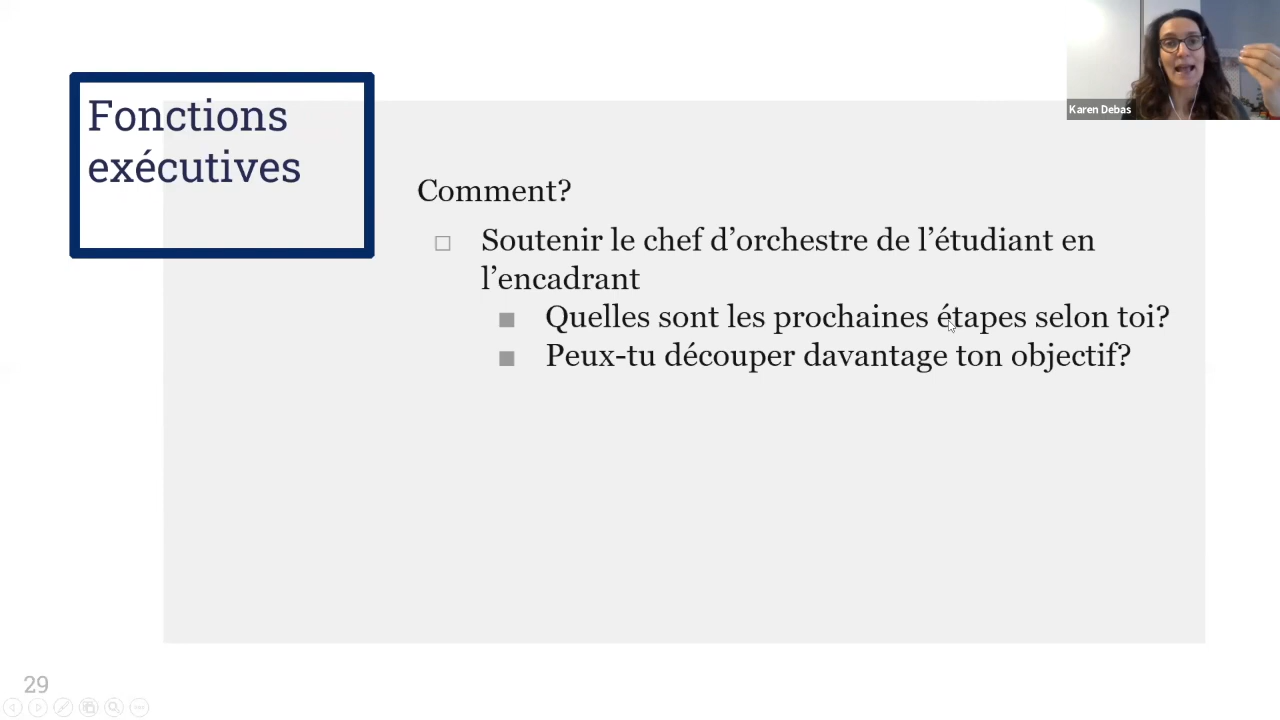 Fonctions
exécutives
Karen Debas
Comment?
Soutenir le chef d’orchestre de l’étudiant en
l’encadrant
Quelles sont les prochaines étapes selon toi?
Peux-tu découper davantage ton objectif?
29